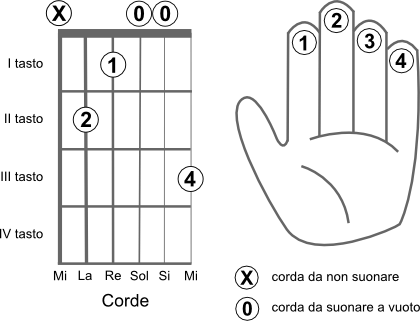 X 0 0
1 2 3 4
I tasto 1
II tasto 2
III tasto 4
IV tasto
Mi La Re Sol Si Mi
Corde
X corda da non suonare
0 corda da suonare a vuoto